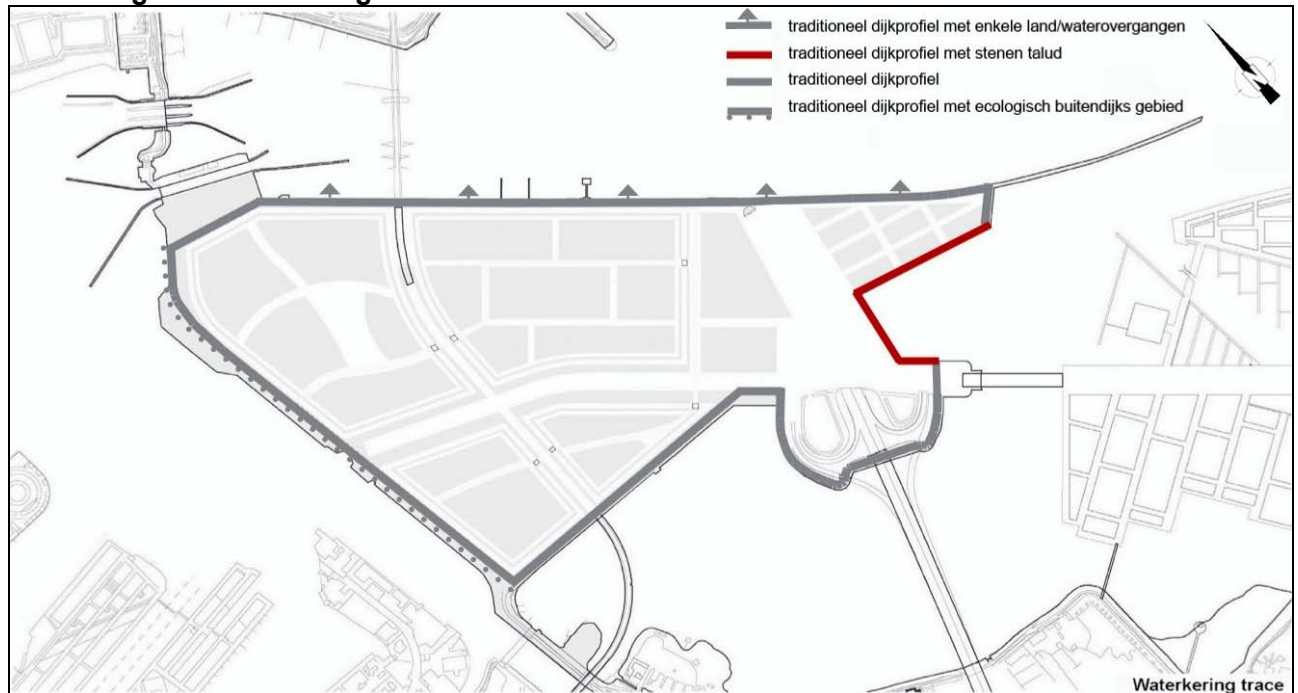 traditioneel dijkprofiel met enkele land/waterovergangen
traditioneel dijkprofiel met stenen talud
traditioneel dijkprofiel
traditioneel dijkprofiel met ecologisch buitendijks gebied
Waterkering trace